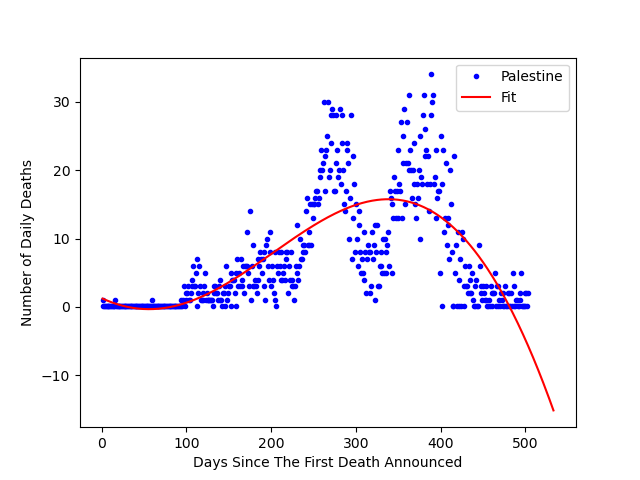 Palestine
Fit
Number of Daily Deaths
30
20
10
0
−10
0 100 200 300 400 500
Days Since The First Death Announced